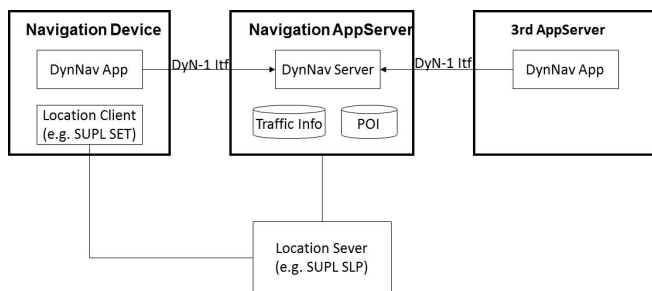 Navigation Device
Navigation AppServer
3rd AppServer
DynNav App
DyN-1 Itf
DynNav Server
DyN-1 Itf
DynNav App
Location Client
(e.g. SUPL SET)
Traffic Info
POI
Location Sever
(e.g. SUPL SLP)